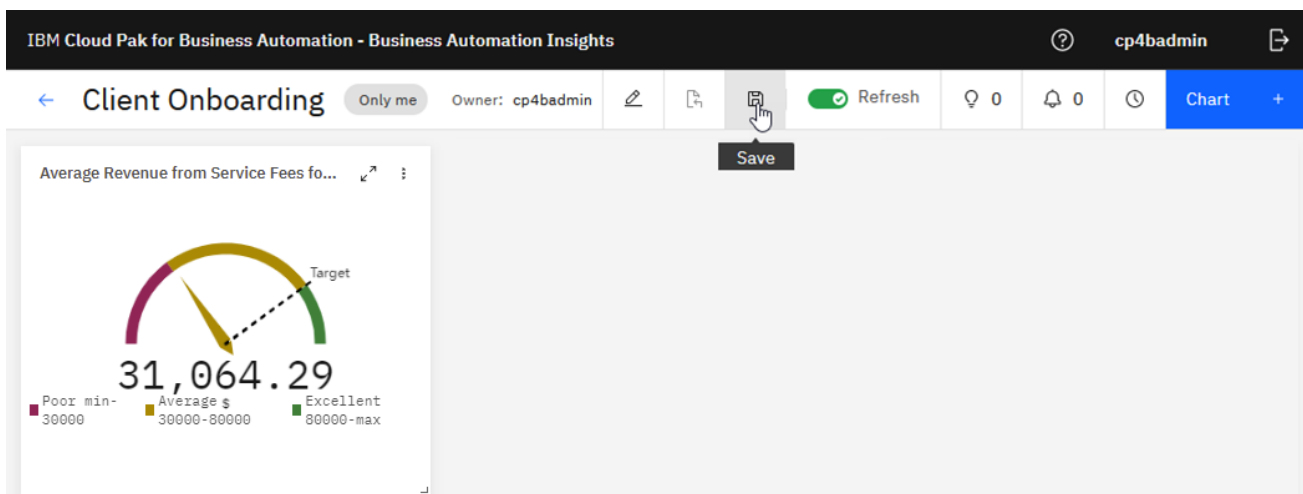 IBM Cloud Pak for Business Automation - Business Automation Insights
cp4badmin
Client Onboarding
Only me
Owner: cp4badmin
Refresh
0
0
Chart +
Save
Average Revenue from Service Fees fo...
Target
31,064.29
$
Poor min-
30000
Average
30000-80000
Excellent
80000-max